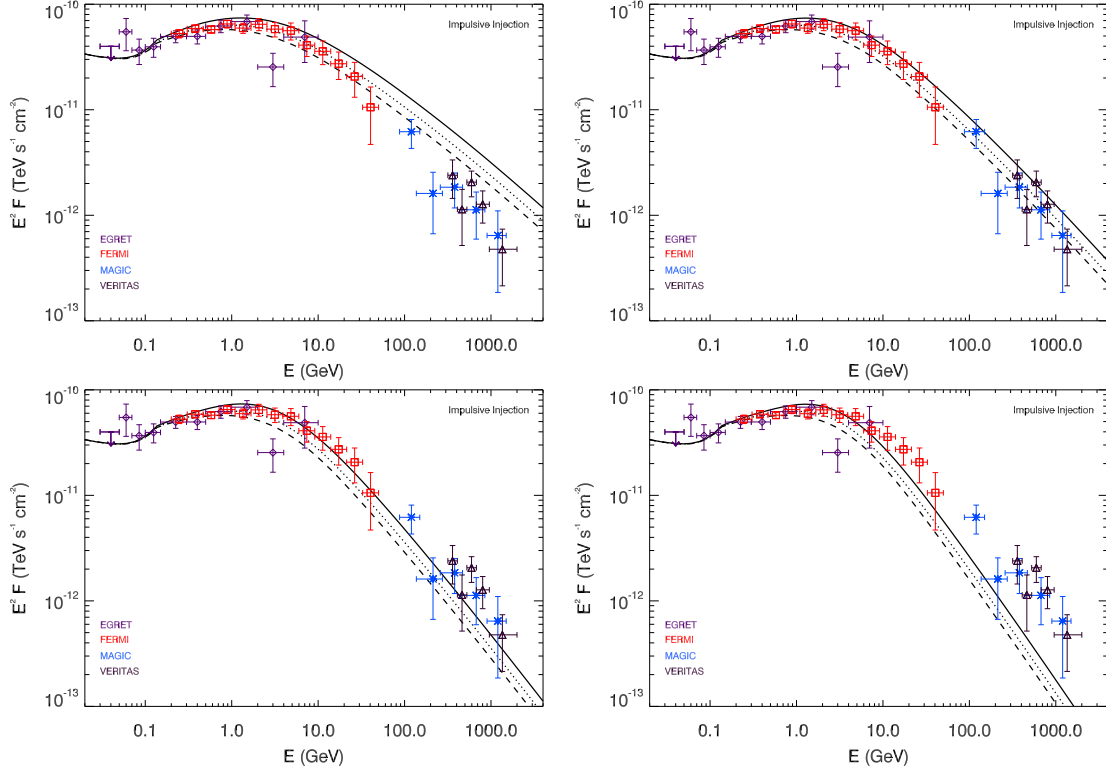 10⁻¹⁰
Impulsive Injection
10⁻¹¹
10⁻¹²
10⁻¹³
E² F (TeV s⁻¹ cm⁻²)
EGRET
FERMI
MAGIC
VERITAS
0.1 1.0 10.0 100.0 1000.0
E (GeV)
10⁻¹⁰
Impulsive Injection
10⁻¹¹
10⁻¹²
10⁻¹³
E² F (TeV s⁻¹ cm⁻²)
EGRET
FERMI
MAGIC
VERITAS
0.1 1.0 10.0 100.0 1000.0
E (GeV)
10⁻¹⁰
Impulsive Injection
10⁻¹¹
10⁻¹²
10⁻¹³
E² F (TeV s⁻¹ cm⁻²)
EGRET
FERMI
MAGIC
VERITAS
0.1 1.0 10.0 100.0 1000.0
E (GeV)
10⁻¹⁰
Impulsive Injection
10⁻¹¹
10⁻¹²
10⁻¹³
E² F (TeV s⁻¹ cm⁻²)
EGRET
FERMI
MAGIC
VERITAS
0.1 1.0 10.0 100.0 1000.0
E (GeV)